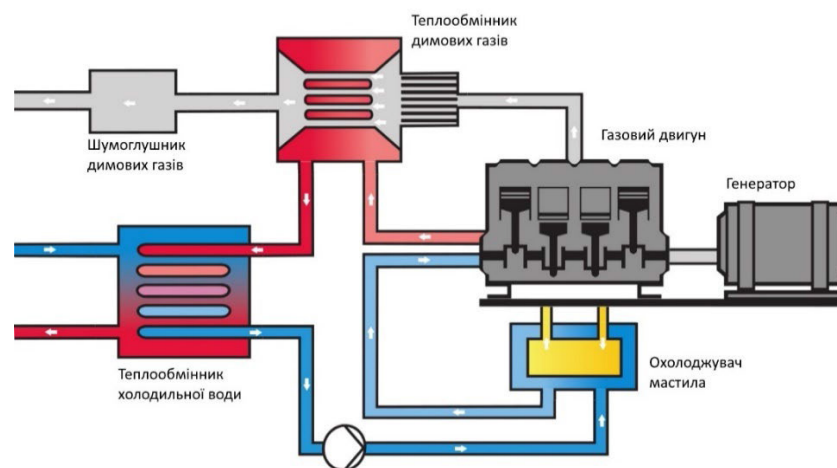 Теплообмінник
димових газів
Шумоглушник
димових газів
Газовий двигун
Генератор
Теплообмінник
холодильної води
Охолоджувач
мастила